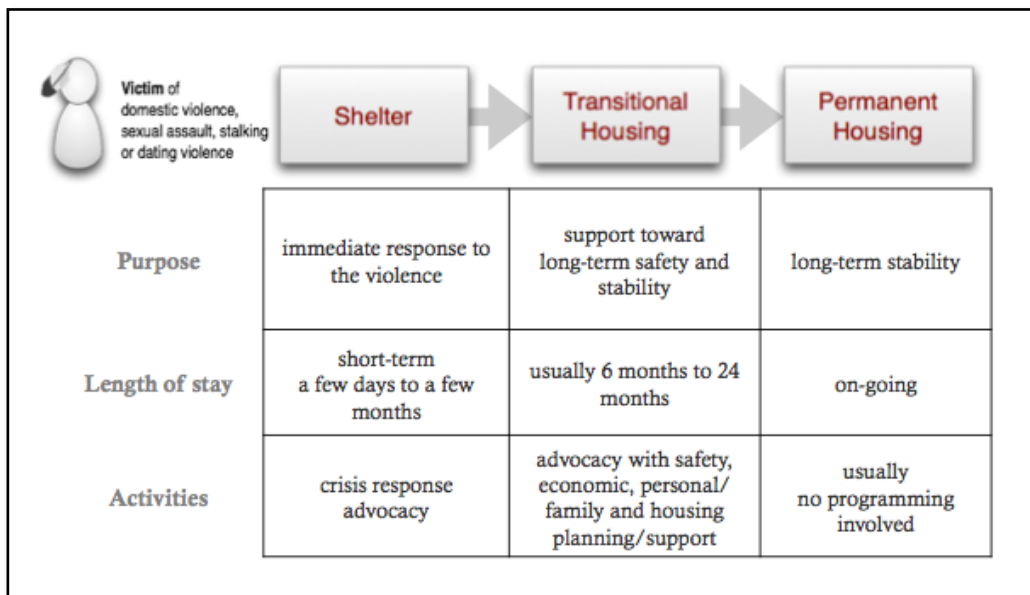 Victim of
domestic violence,
sexual assault, stalking
or dating violence
Shelter
Transitional
Housing
Permanent
Housing
Purpose
immediate response to
the violence
support toward
long-term safety and
stability
long-term stability
Length of stay
short-term
a few days to a few
months
usually 6 months to 24
months
on-going
Activities
crisis response
advocacy
advocacy with safety,
economic, personal/
family and housing
planning/support
usually
no programming
involved